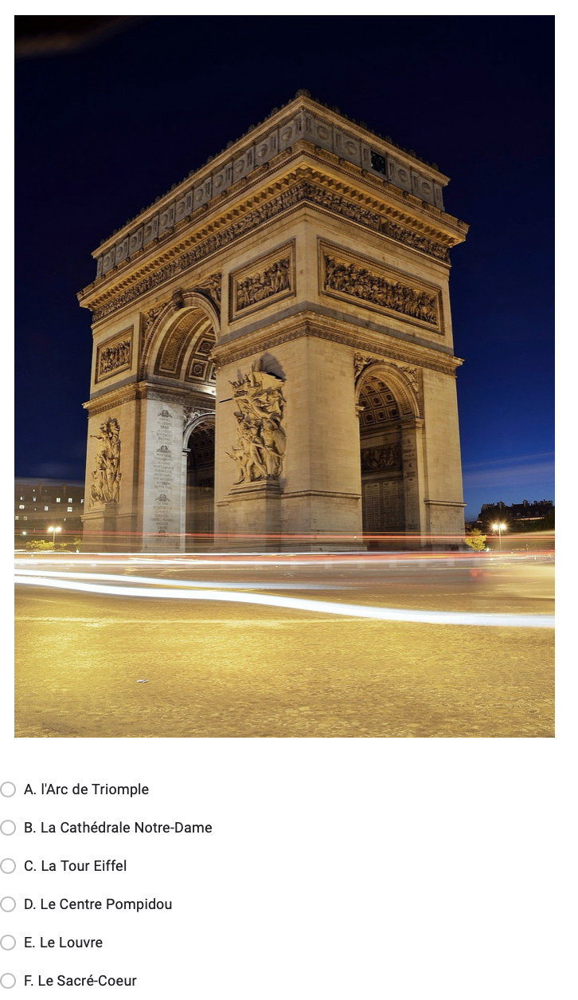 A. l'Arc de Triomple
B. La Cathédrale Notre-Dame
C. La Tour Eiffel
D. Le Centre Pompidou
E. Le Louvre
F. Le Sacré-Coeur